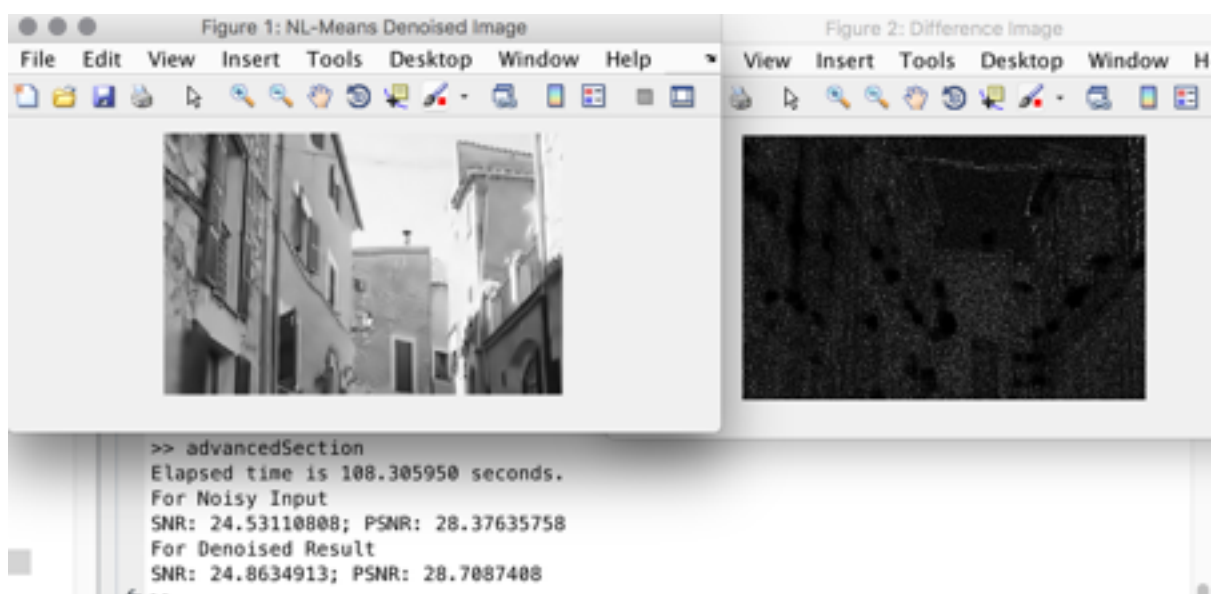 Figure 1: NL-Means Denoised Image
File Edit View Insert Tools Desktop Window Help
Figure 2: Difference Image
View Insert Tools Desktop Window H
>> advancedSection
Elapsed time is 108.305950 seconds.
For Noisy Input
SNR: 24.53110808; PSNR: 28.37635758
For Denoised Result
SNR: 24.8634913; PSNR: 28.7087408